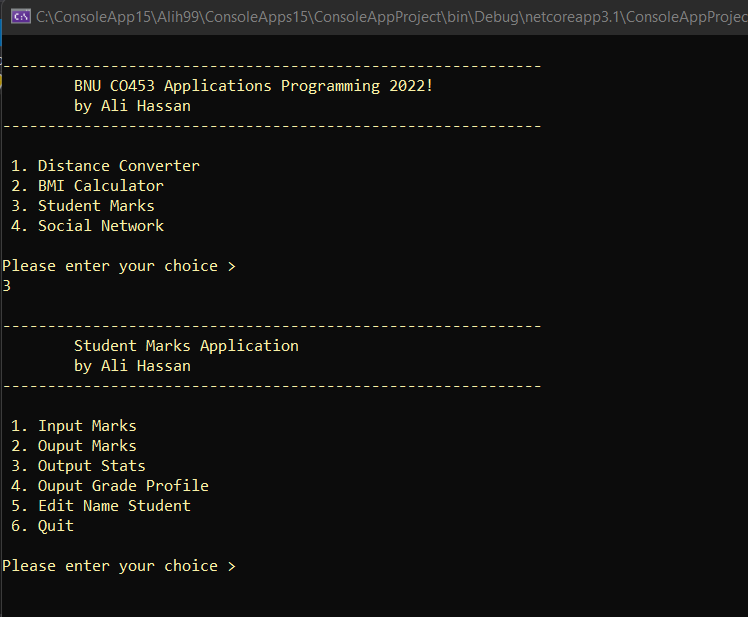 C:\ConsoleApp15\Alih99\ConsoleApps15\ConsoleAppProject\bin\Debug\netcoreapp3.1\ConsoleAppProjec
------------------------------------------------------------
BNU CO453 Applications Programming 2022!
by Ali Hassan
------------------------------------------------------------
1. Distance Converter
2. BMI Calculator
3. Student Marks
4. Social Network
Please enter your choice >
3
------------------------------------------------------------
Student Marks Application
by Ali Hassan
------------------------------------------------------------
1. Input Marks
2. Ouput Marks
3. Output Stats
4. Ouput Grade Profile
5. Edit Name Student
6. Quit
Please enter your choice >